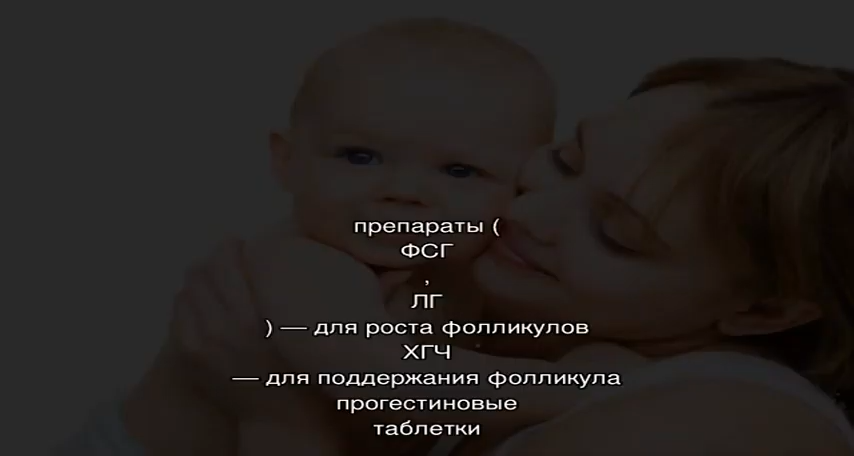 препараты (
ФСГ
,
ЛГ
) — для роста фолликулов
ХГЧ
— для поддержания фолликула
прогестиновые
таблетки